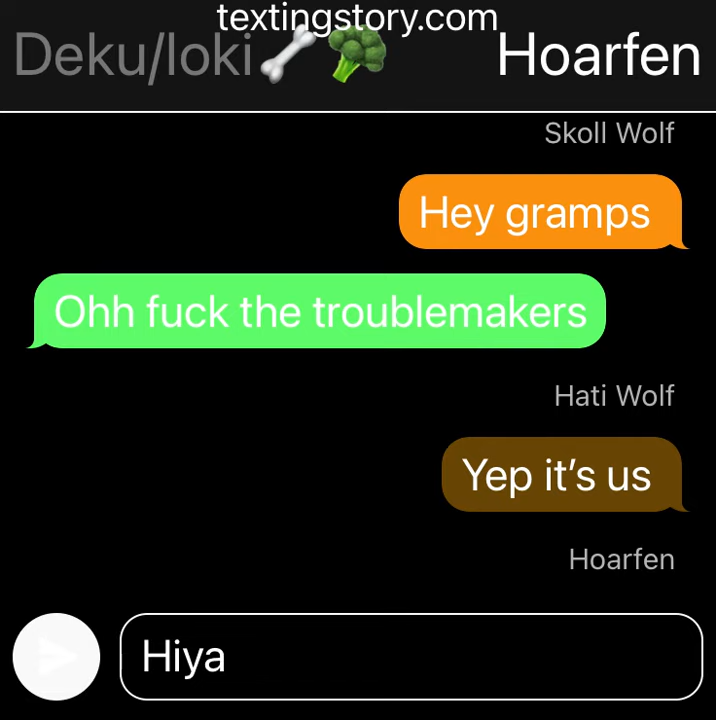 textingstory.com
Deku/loki🦴🥦 Hoarfen
Skoll Wolf
Hey gramps
Ohh fuck the troublemakers
Hati Wolf
Yep it’s us
Hoarfen
Hiya